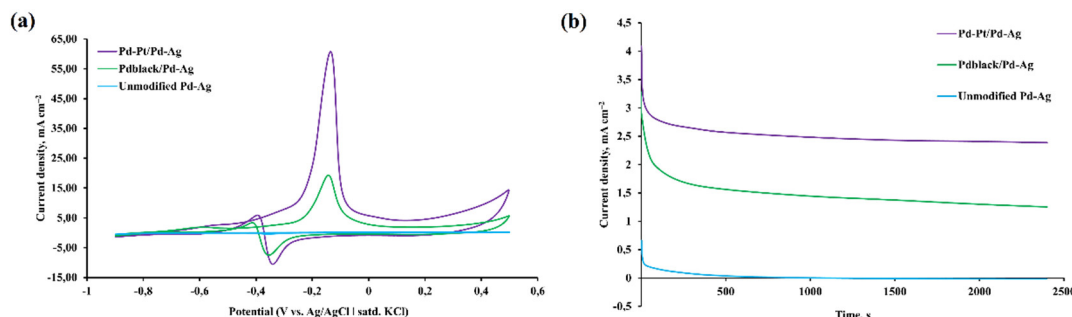 (a)
65,00
55,00
45,00
35,00
25,00
15,00
5,00
-5,00
-15,00
Current density, mA cm⁻²
Pd-Pt/Pd-Ag
Pdblack/Pd-Ag
Unmodified Pd-Ag
-1
-0,8
-0,6
-0,4
-0,2
0
0,2
0,4
0,6
Potential (V vs. Ag/AgCl | satd. KCl)
(b)
4,5
4
3,5
3
2,5
2
1,5
1
0,5
0
-0,5
Current density, mA cm⁻²
Pd-Pt/Pd-Ag
Pdblack/Pd-Ag
Unmodified Pd-Ag
500
1000
1500
2000
2500
Time, s